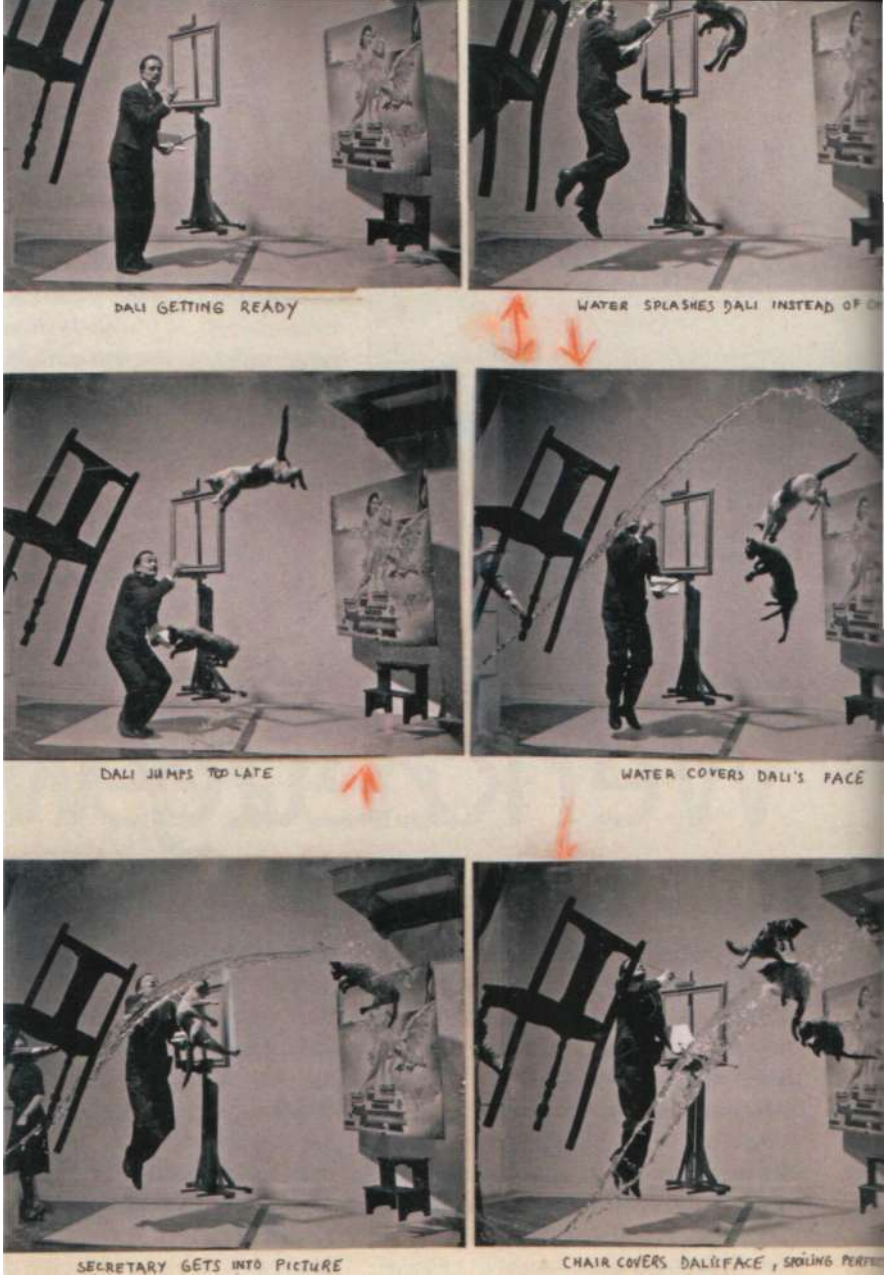 DALI GETTING READY
WATER SPLASHES DALI INSTEAD OF
DALI JUMPS TOO LATE
WATER COVERS DALI'S FACE
SECRETARY GETS INTO PICTURE
CHAIR COVERS DALI'S FACE, SPOILING PERFE